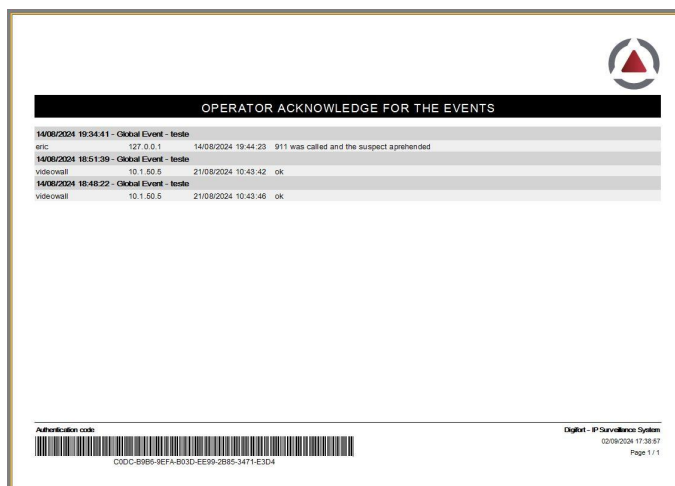 OPERATOR ACKNOWLEDGE FOR THE EVENTS
14/08/2024 19:34:41 - Global Event - teste
eric 127.0.0.1 14/08/2024 19:44:23 911 was called and the suspect aprehended
14/08/2024 18:51:39 - Global Event - teste
videowall 10.1.50.5 21/08/2024 10:43:42 ok
14/08/2024 18:48:22 - Global Event - teste
videowall 10.1.50.5 21/08/2024 10:43:46 ok
Authentication code
Digifort - IP Surveillance System
02/09/2024 17:38:57
Page 1 / 1
C0DC-B9B6-9EFA-B03D-EE99-2B85-3471-E3D4